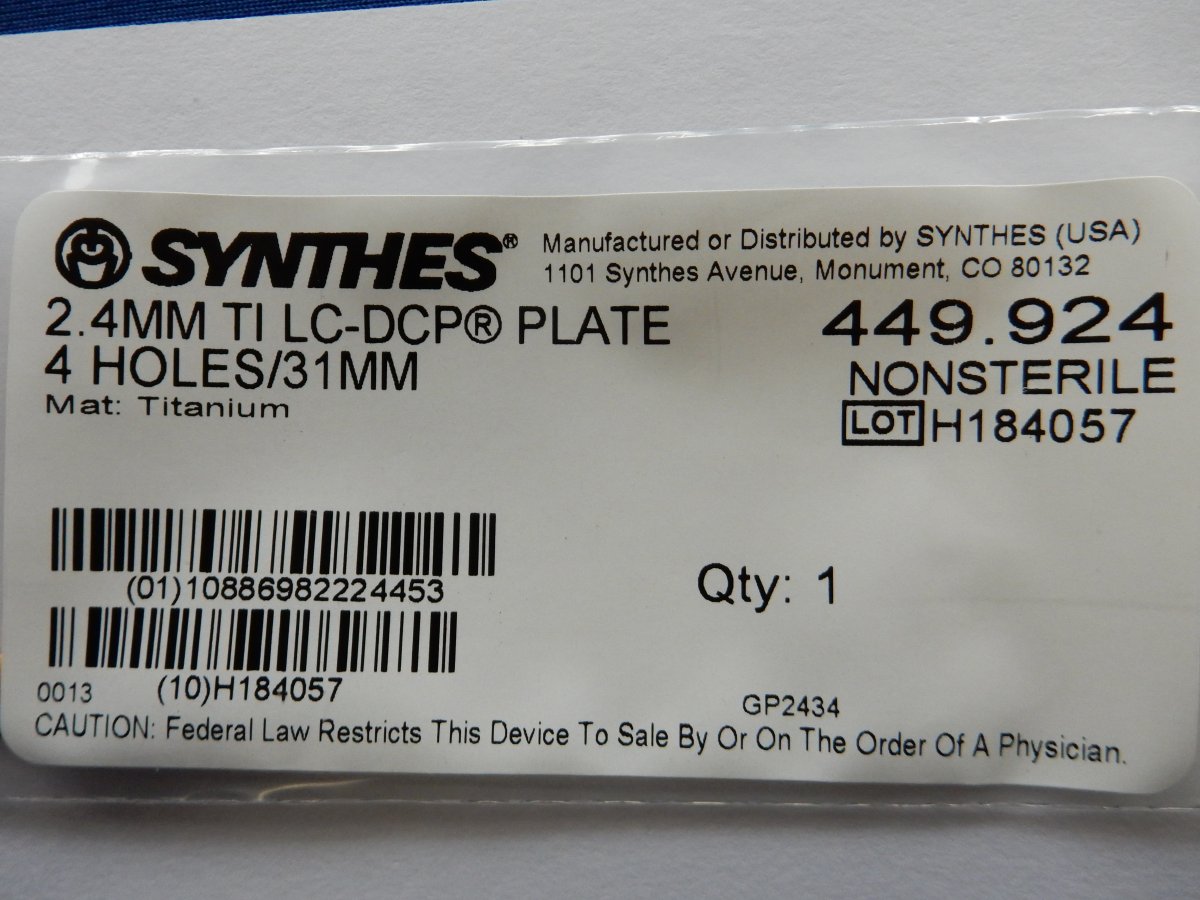 SYNTHES®
Manufactured or Distributed by SYNTHES (USA)
1101 Synthes Avenue, Monument, CO 80132
2.4MM TI LC-DCP® PLATE
4 HOLES/31MM
Mat: Titanium
449.924
NONSTERILE
LOT H184057
(01)10886982224453
Qty: 1
(10)H184057
0013
GP2434
CAUTION: Federal Law Restricts This Device To Sale By Or On The Order Of A Physician.